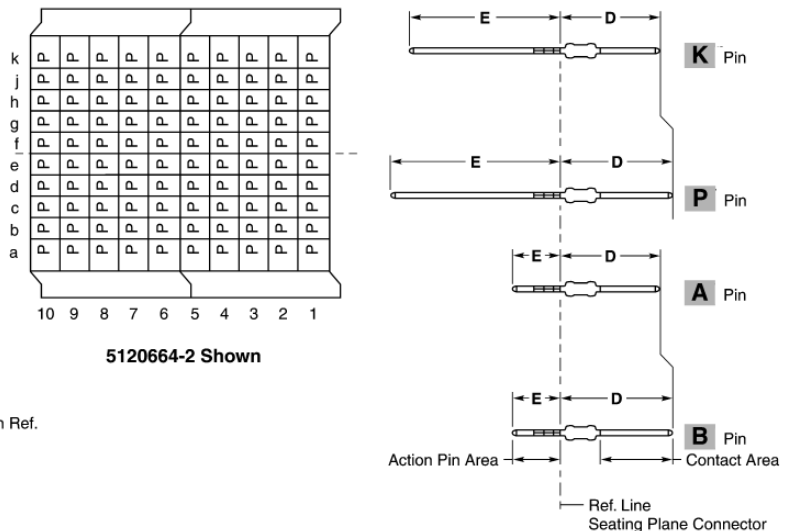 k P P P P P P P P P P
j P P P P P P P P P P
h P P P P P P P P P P
g P P P P P P P P P P
f P P P P P P P P P P
e P P P P P P P P P P
d P P P P P P P P P P
c P P P P P P P P P P
b P P P P P P P P P P
a P P P P P P P P P P
10 9 8 7 6 5 4 3 2 1
5120664-2 Shown
Ref.
E D
K Pin
E D
P Pin
E D
A Pin
E D
B Pin
Action Pin Area
Contact Area
Ref. Line
Seating Plane Connector